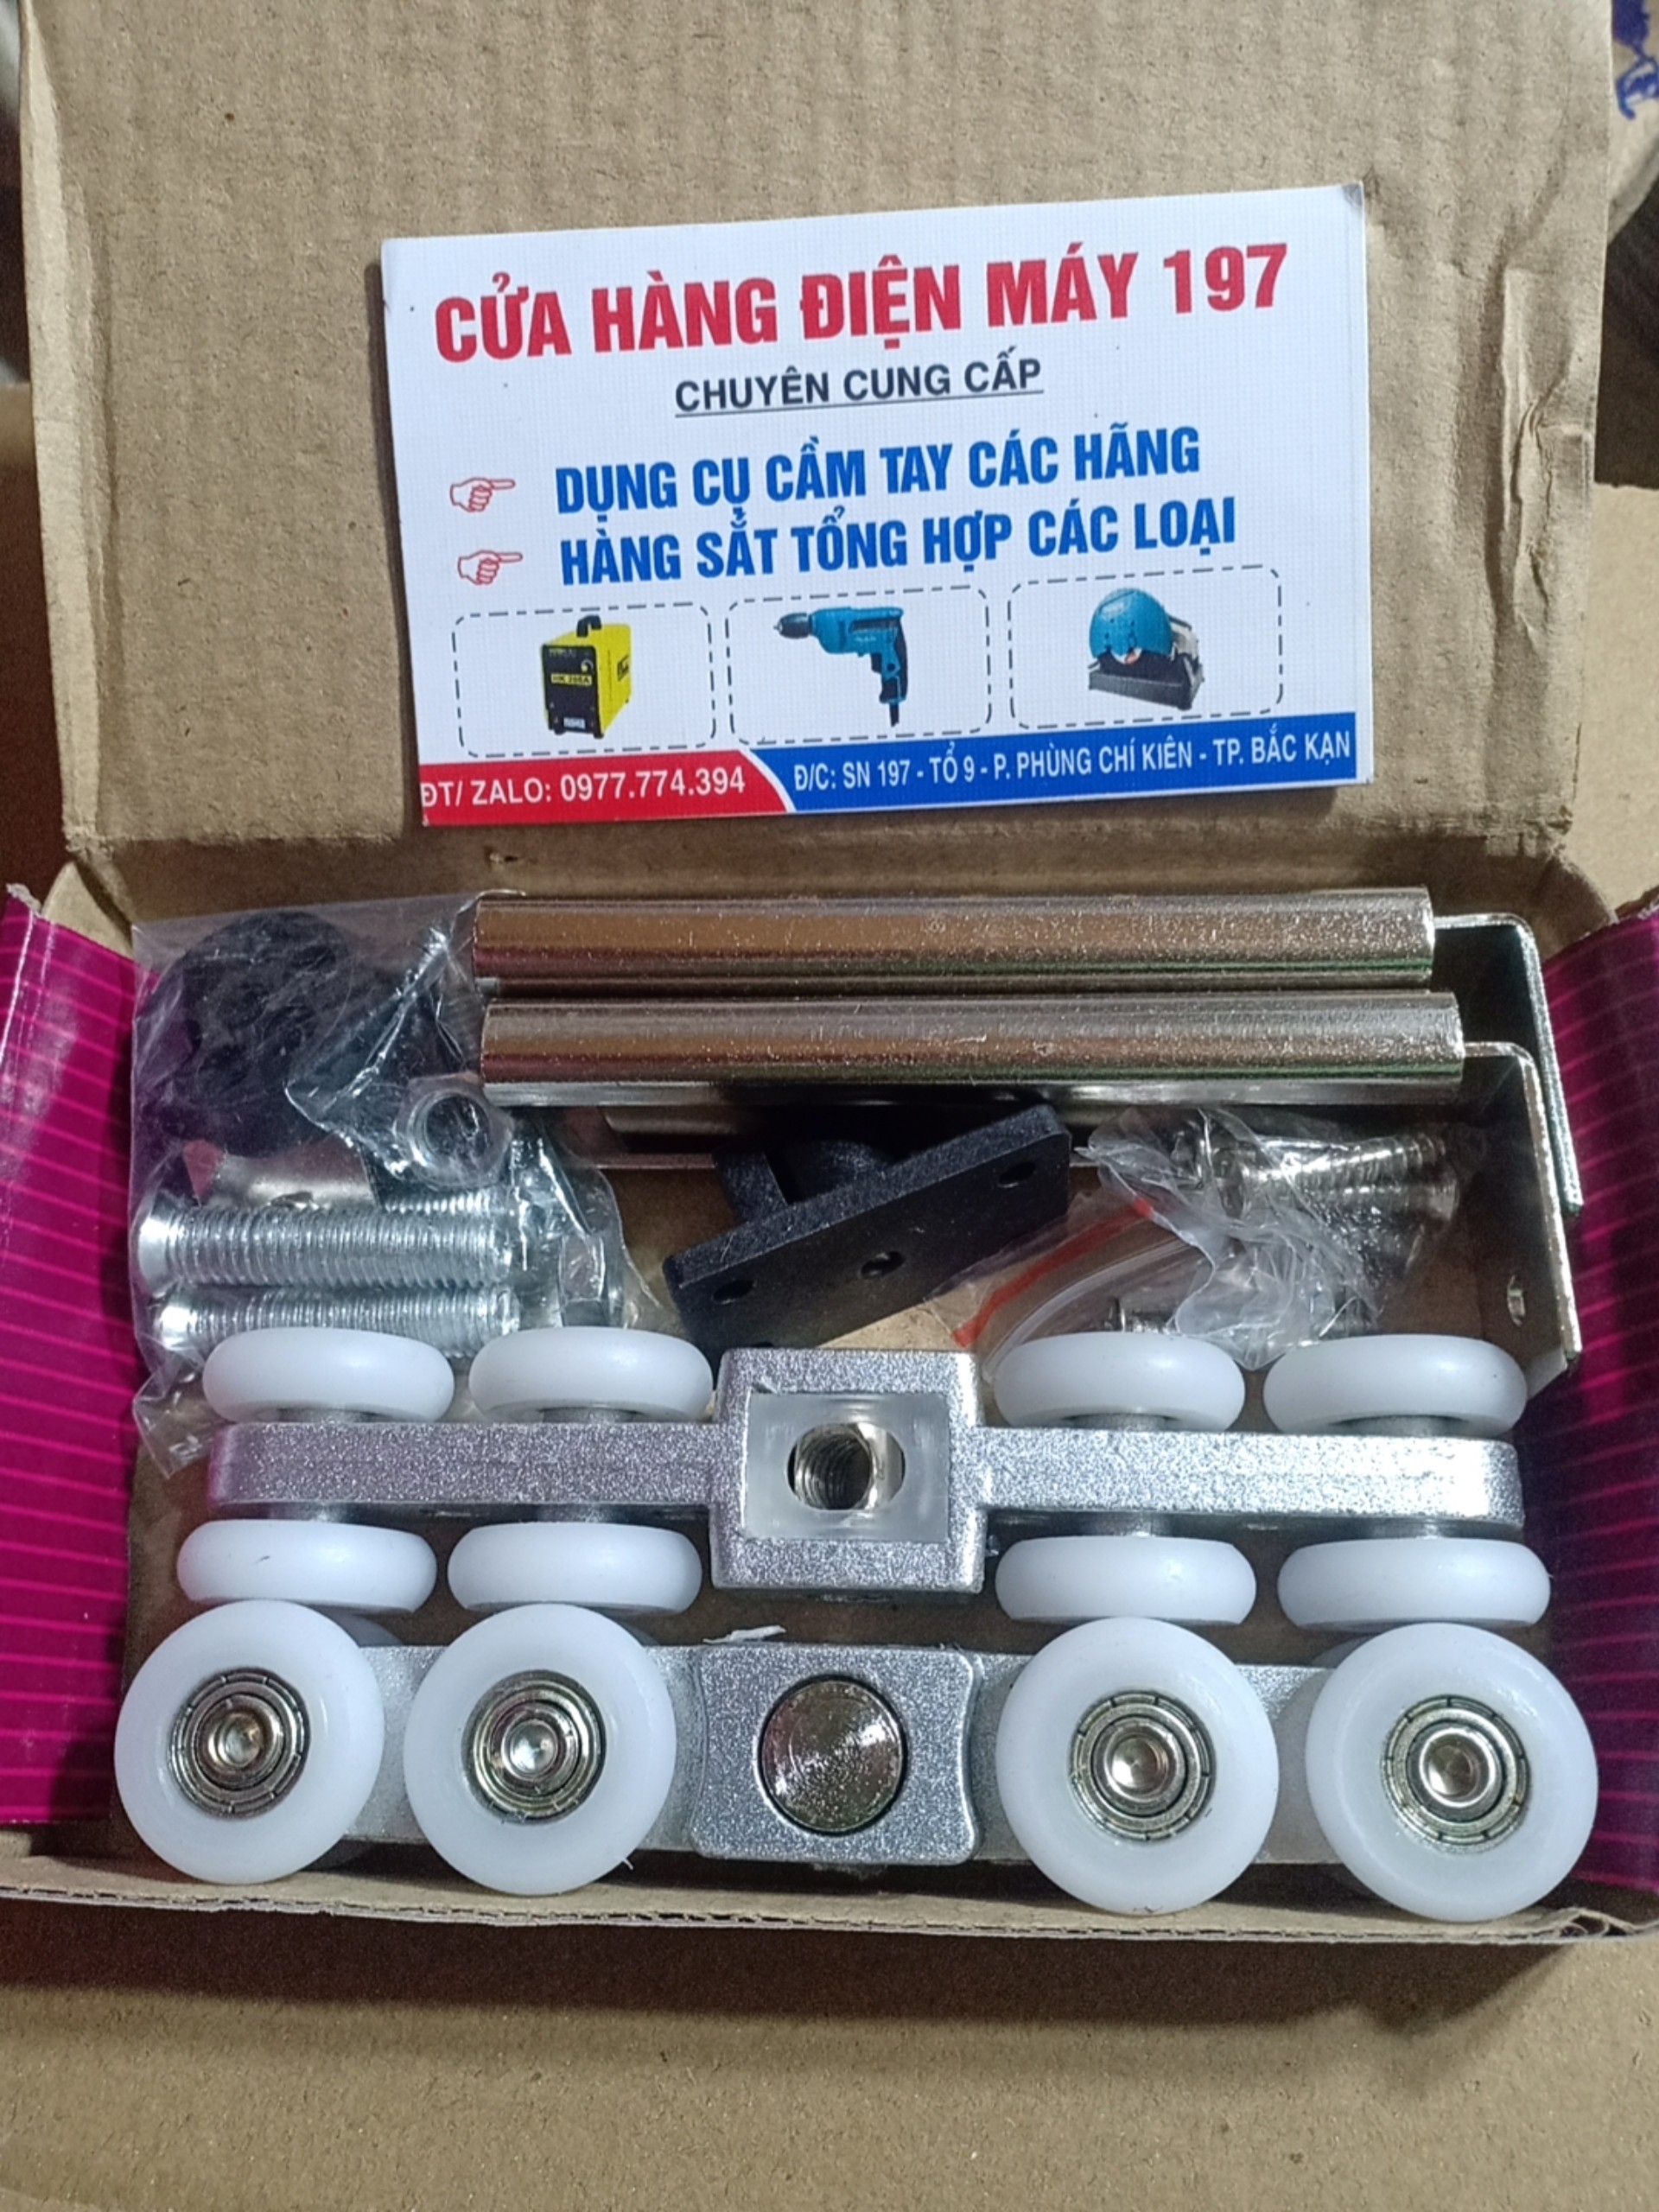 CỬA HÀNG ĐIỆN MÁY 197
CHUYÊN CUNG CẤP
DỤNG CỤ CẦM TAY CÁC HÃNG
HÀNG SẮT TỔNG HỢP CÁC LOẠI
ĐT/ ZALO: 0977.774.394
Đ/C: SN 197 - TỔ 9 - P. PHÙNG CHÍ KIÊN - TP. BẮC KẠN